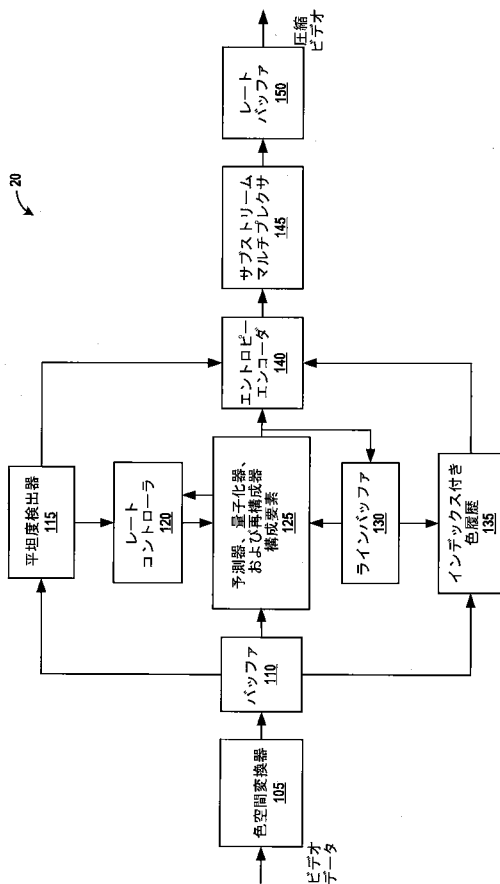 20
ビデオ
データ
色空間変換器
105
バッファ
110
平坦度検出器
115
レート
コントローラ
120
予測器、量子化器、
および再構成器
構成要素
125
ラインバッファ
130
インデックス付き
色履歴
135
エントロピー
エンコーダ
140
サブストリーム
マルチプレクサ
145
レート
バッファ
150
圧縮
ビデオ